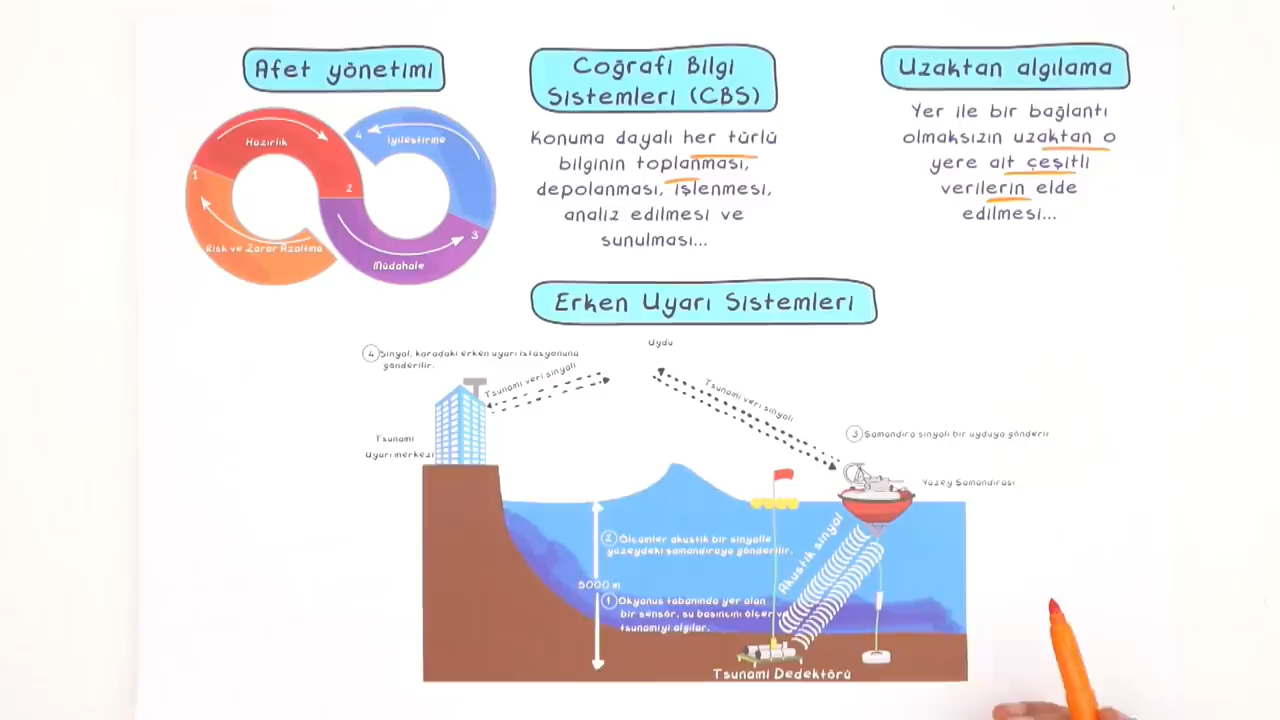 Afet yönetimi
Hazırlık
4
İyileştirme
1
2
3
Risk ve Zarar Azaltma
Müdahale
Coğrafi Bilgi
Sistemleri (CBS)
Konuma dayalı her türlü
bilginin toplanması,
depolanması, işlenmesi,
analiz edilmesi ve
sunulması...
Uzaktan algılama
Yer ile bir bağlantı
olmaksızın uzaktan o
yere ait çeşitli
verilerin elde
edilmesi...
Erken Uyarı Sistemleri
Uydu
4 Sinyal, karadaki erken uyarı istasyonuna
gönderilir.
Tsunami veri sinyali
Tsunami veri sinyali
3 Şamandıra sinyali bir uyduya gönderir
Tsunami
Uyarı merkezi
Yüzey Şamandırası
2 Ölçümler akustik bir sinyalle
yüzeydeki şamandıraya gönderilir.
Akustik sinyal
5000 m
1 Okyanus tabanında yer alan
bir sensör, su basıncını ölçer ve
tsunamiyi algılar.
Tsunami Dedektörü